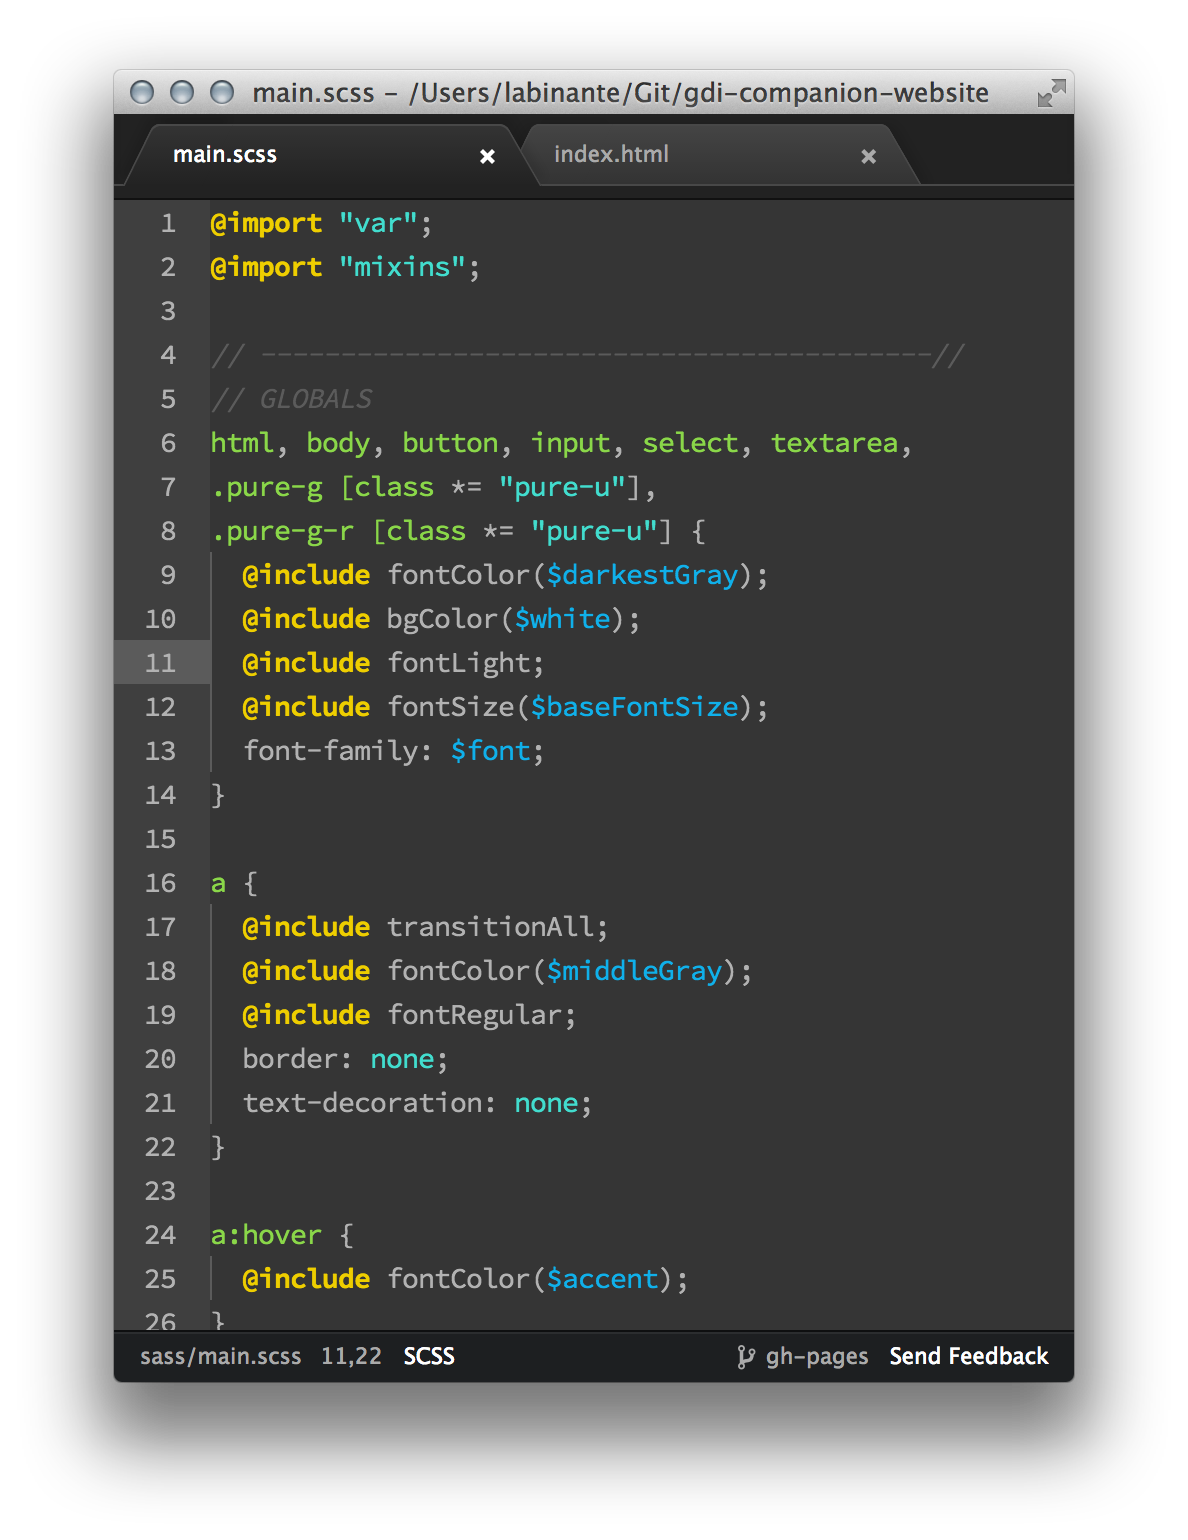 main.scss - /Users/labinante/Git/gdi-companion-website
main.scss index.html
1 @import "var";
2 @import "mixins";
3
4 // ------------------------------------------//
5 // GLOBALS
6 html, body, button, input, select, textarea,
7 .pure-g [class *= "pure-u"],
8 .pure-g-r [class *= "pure-u"] {
9   @include fontColor($darkestGray);
10   @include bgColor($white);
11   @include fontLight;
12   @include fontSize($baseFontSize);
13   font-family: $font;
14 }
15
16 a {
17   @include transitionAll;
18   @include fontColor($middleGray);
19   @include fontRegular;
20   border: none;
21   text-decoration: none;
22 }
23
24 a:hover {
25   @include fontColor($accent);
26 }
sass/main.scss 11,22 SCSS gh-pages Send Feedback